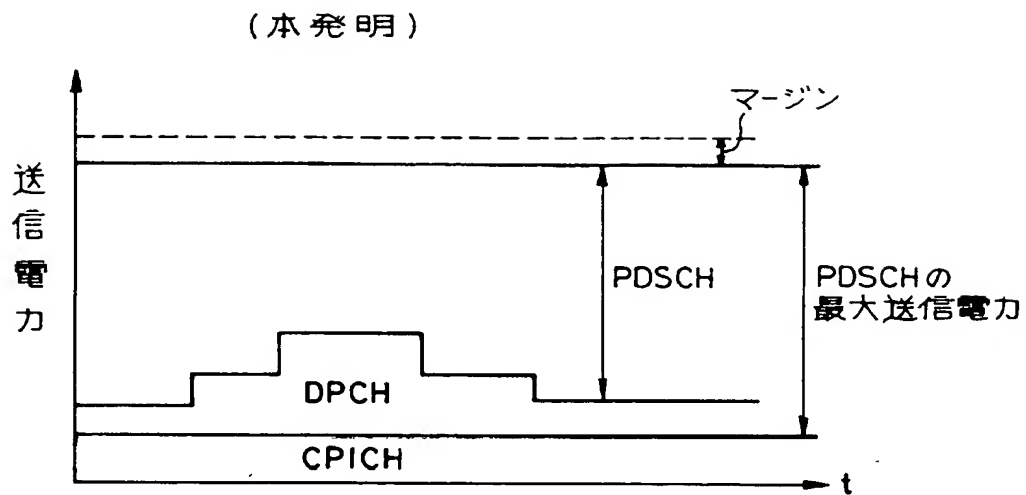 (本発明)
マージン
送信電力
PDSCH
PDSCHの
最大送信電力
DPCH
CPICH
t